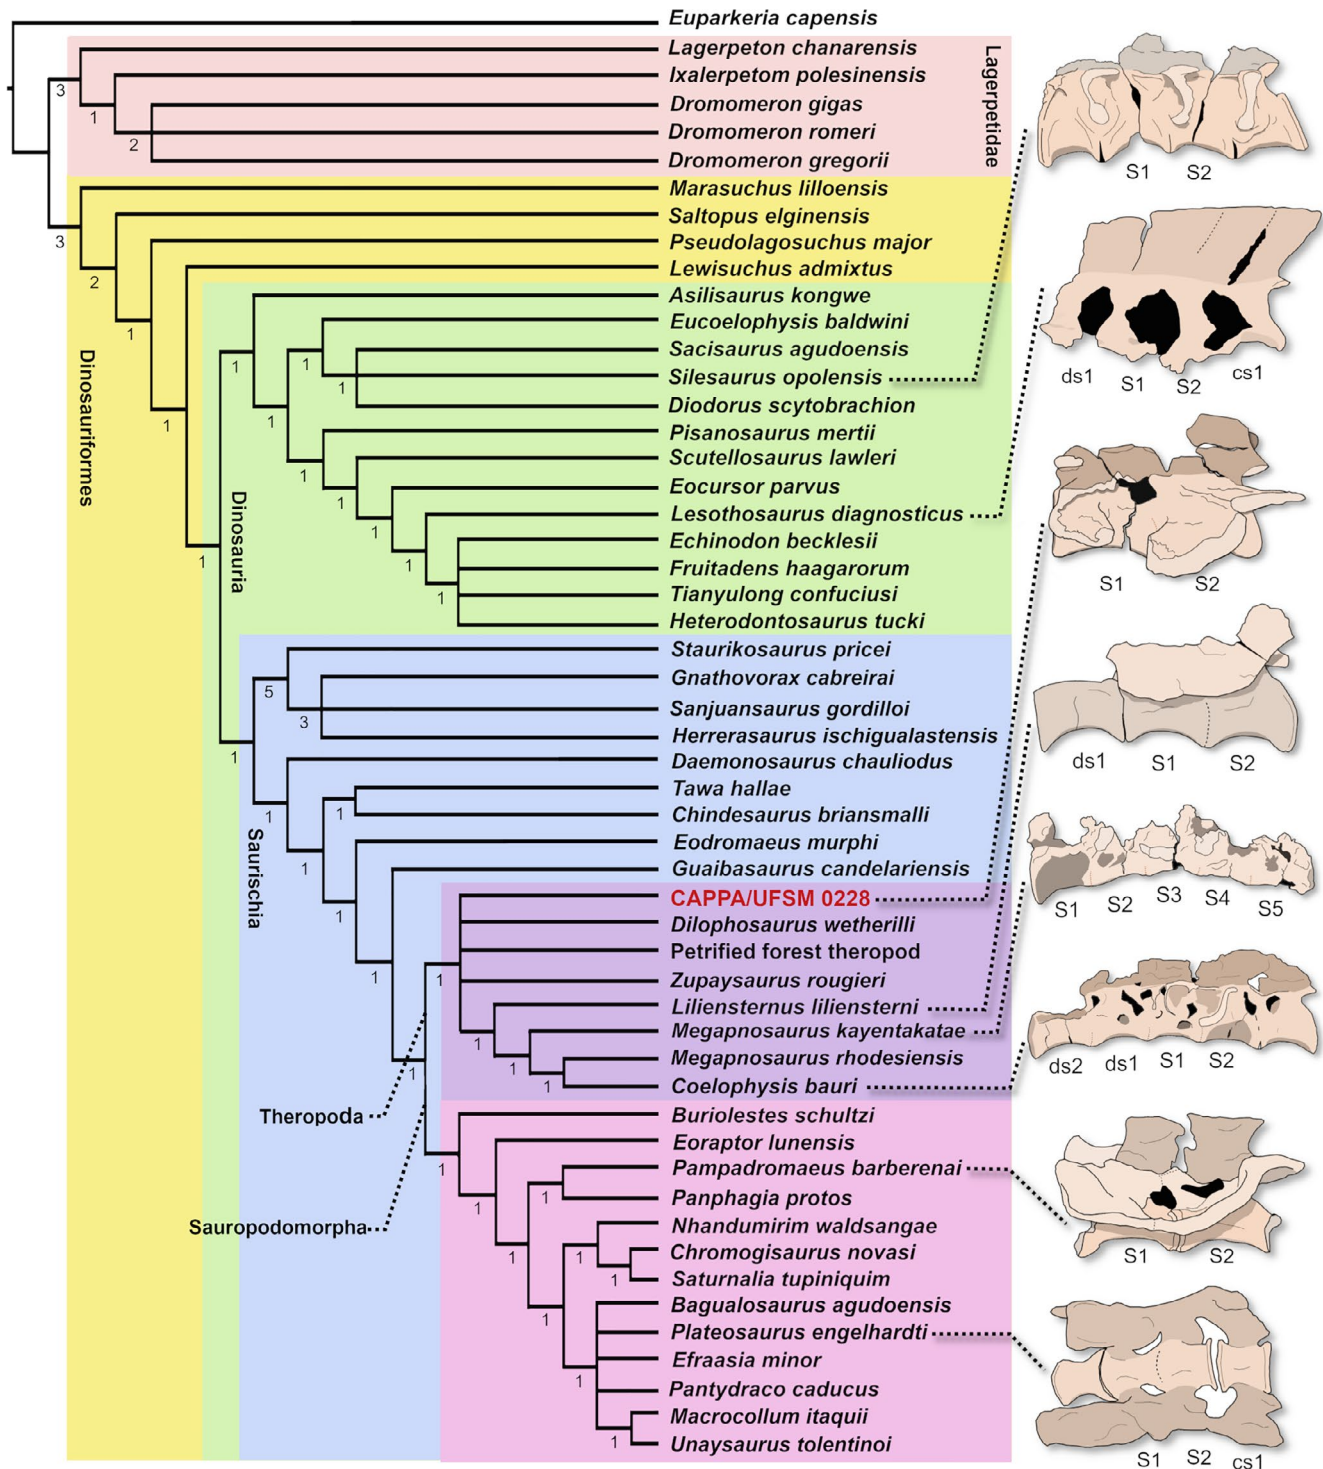 Euparkeria capensis
Lagerpeton chanarensis
Ixalerpetom polesinensis
Dromomeron gigas
Dromomeron romeri
Dromomeron gregorii
Lagerpetidae
3
1
2
Marasuchus lilloensis
Saltopus elginensis
Pseudolagosuchus major
Lewisuchus admixtus
Dinosauriformes
3
2
1
1
1
Asilisaurus kongwe
Eucoelophysis baldwini
Sacisaurus agudoensis
Silesaurus opolensis
Diodorus scytobrachion
Pisanosaurus mertii
Scutellosaurus lawleri
Eocursor parvus
Lesothosaurus diagnosticus
Echinodon becklesii
Fruitadens haagarorum
Tianyulong confuciusi
Heterodontosaurus tucki
Dinosauria
1
1
1
1
1
1
1
1
1
Staurikosaurus pricei
Gnathovorax cabreirai
Sanjuansaurus gordilloi
Herrerasaurus ischigualastensis
Daemonosaurus chauliodus
Tawa hallae
Chindesaurus briansmalli
Eodromaeus murphi
Guaibasaurus candelariensis
Saurischia
5
3
1
1
1
1
1
1
1
CAPPA/UFSM 0228
Dilophosaurus wetherilli
Petrified forest theropod
Zupaysaurus rougieri
Liliensternus liliensterni
Megapnosaurus kayentakatae
Megapnosaurus rhodesiensis
Coelophysis bauri
Theropoda
1
1
1
1
Buriolestes schultzi
Eoraptor lunensis
Pampadromaeus barberenai
Panphagia protos
Nhandumirim waldsangae
Chromogisaurus novasi
Saturnalia tupiniquim
Bagualosaurus agudoensis
Plateosaurus engelhardti
Efraasia minor
Pantydraco caducus
Macrocollum itaquii
Unaysaurus tolentinoi
Sauropodomorpha
1
1
1
1
1
1
1
1
1
S1 S2
ds1 S1 S2 cs1
S1 S2
ds1 S1 S2
S1 S2 S3 S4 S5
ds2 ds1 S1 S2
S1 S2
S1 S2 cs1